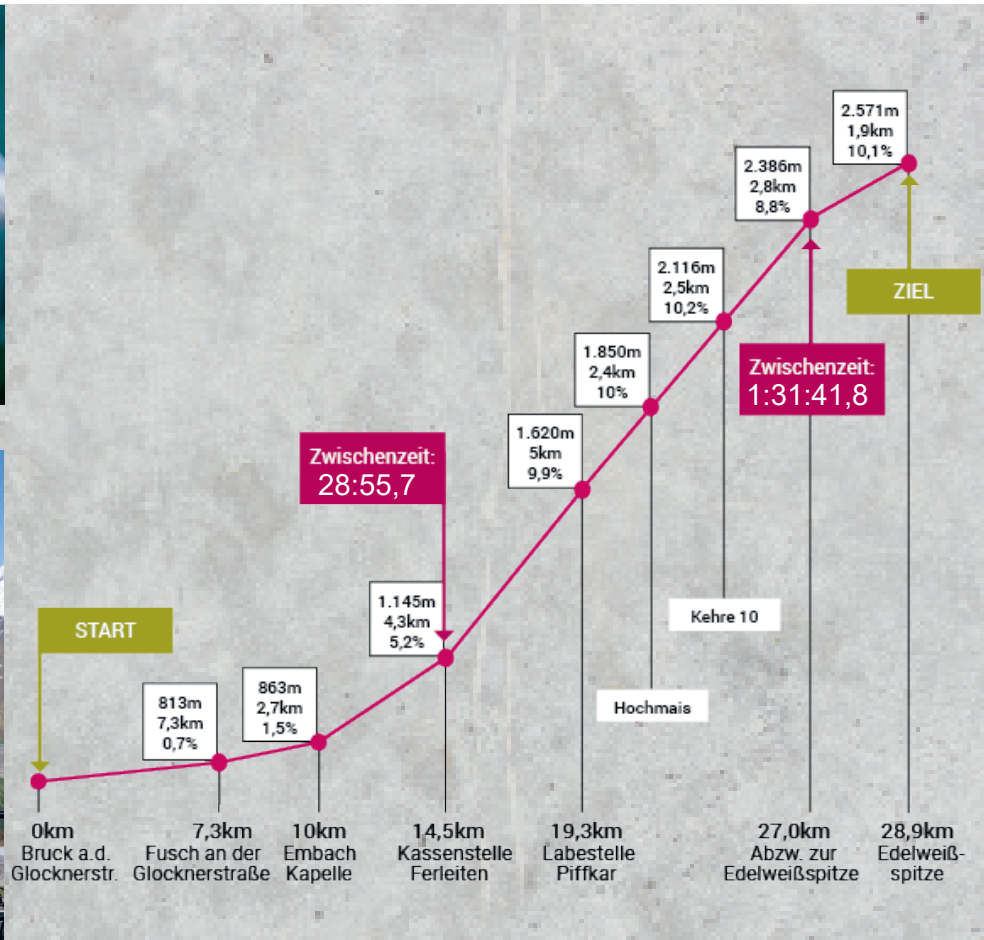 2.571m
1,9km
10,1%
2.386m
2,8km
8,8%
ZIEL
2.116m
2,5km
10,2%
1.850m
2,4km
10%
Zwischenzeit:
1:31:41,8
1.620m
5km
9,9%
Zwischenzeit:
28:55,7
1.145m
4,3km
5,2%
Kehre 10
START
863m
2,7km
1,5%
813m
7,3km
0,7%
Hochmais
0km
Bruck a.d.
Glocknerstr.
7,3km
Fusch an der
Glocknerstraße
10km
Embach
Kapelle
14,5km
Kassenstelle
Ferleiten
19,3km
Labestelle
Piffkar
27,0km
Abzw. zur
Edelweißspitze
28,9km
Edelweiß-
spitze